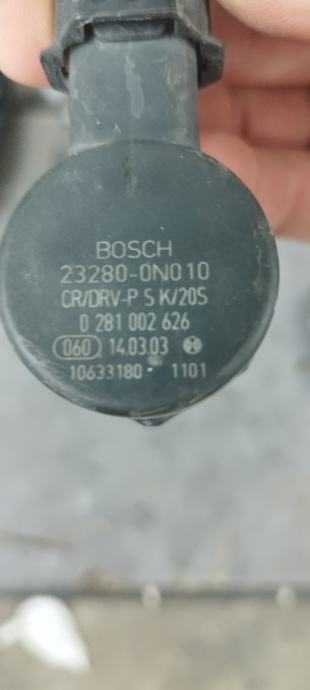 BOSCH
23280-0N010
CR/DRV-P S K/20S
0 281 002 626
060 14.03.03
10633180 1101